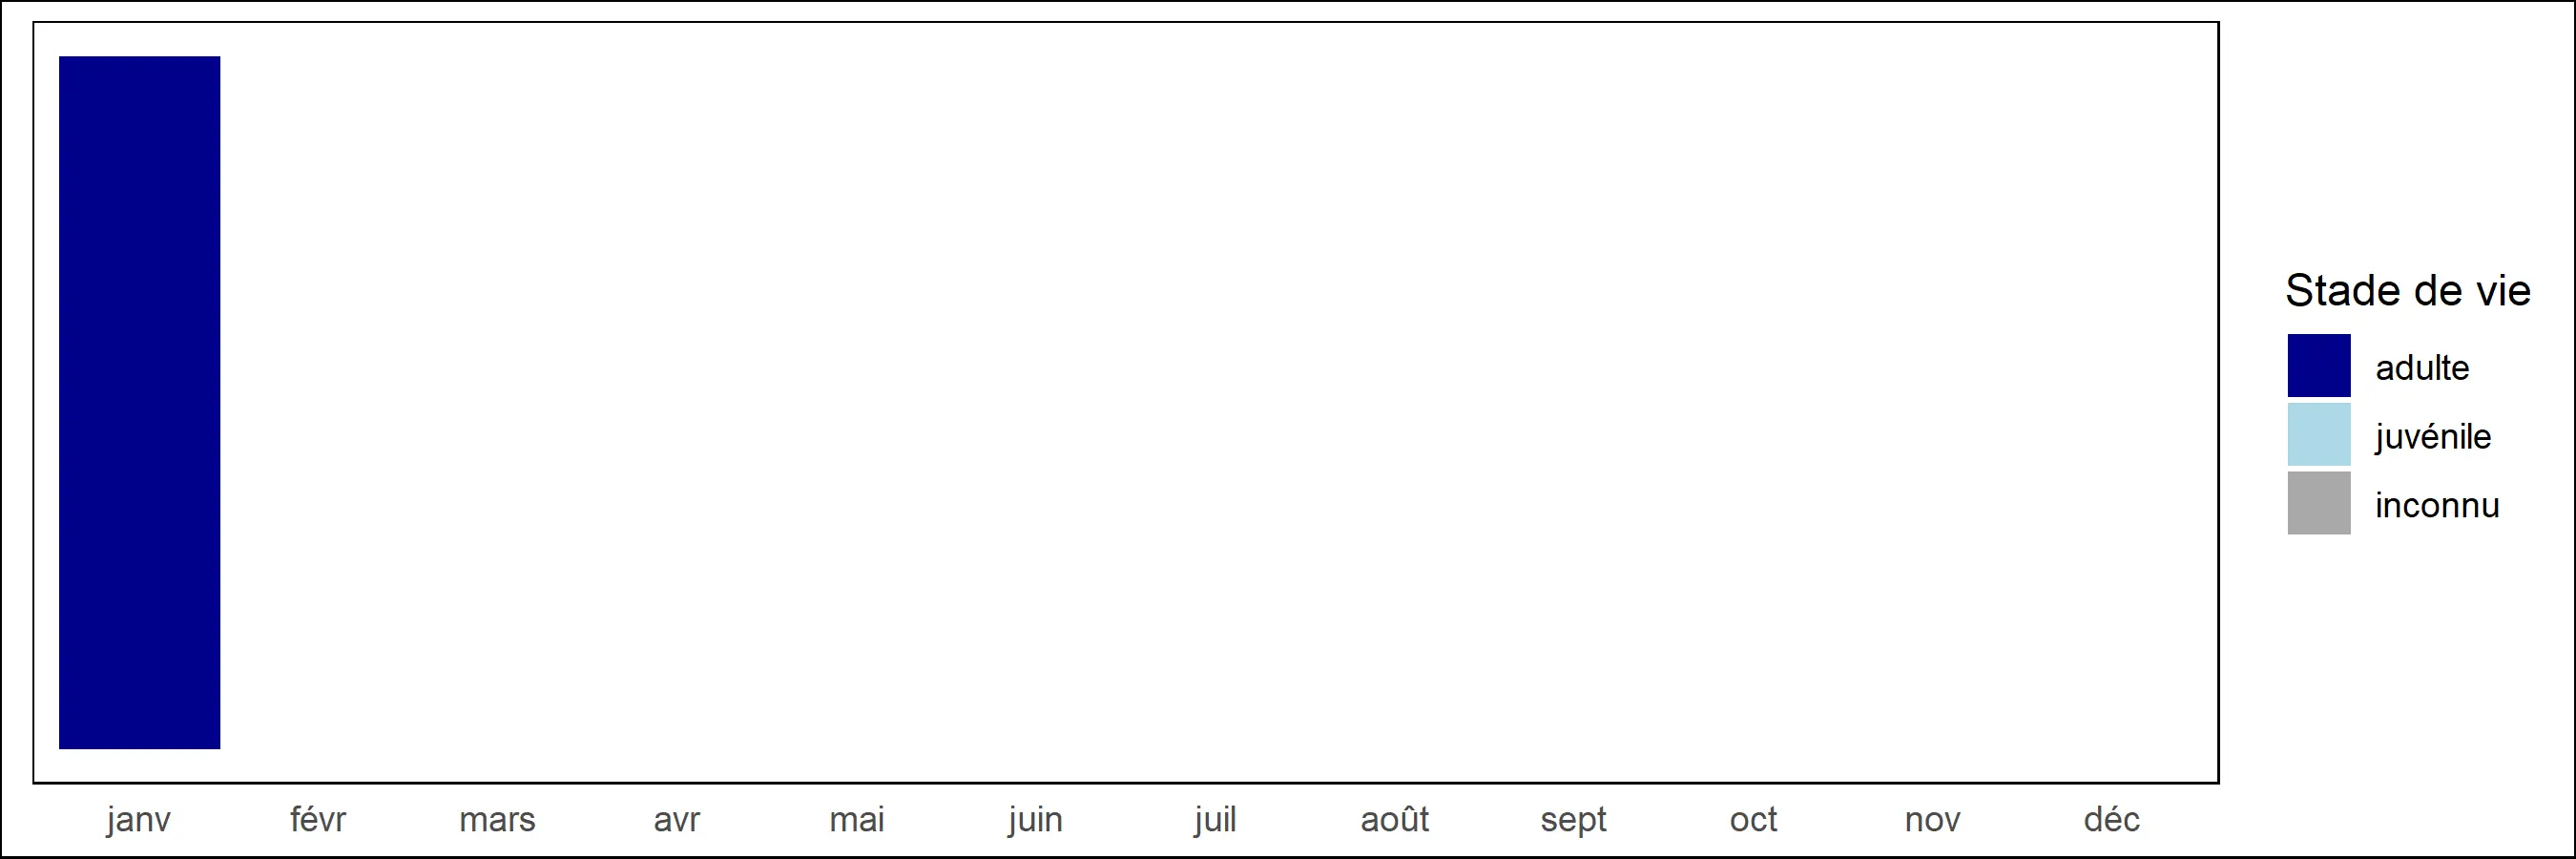 Stade de vie
adulte
juvénile
inconnu
janv févr mars avr mai juin juil août sept oct nov déc